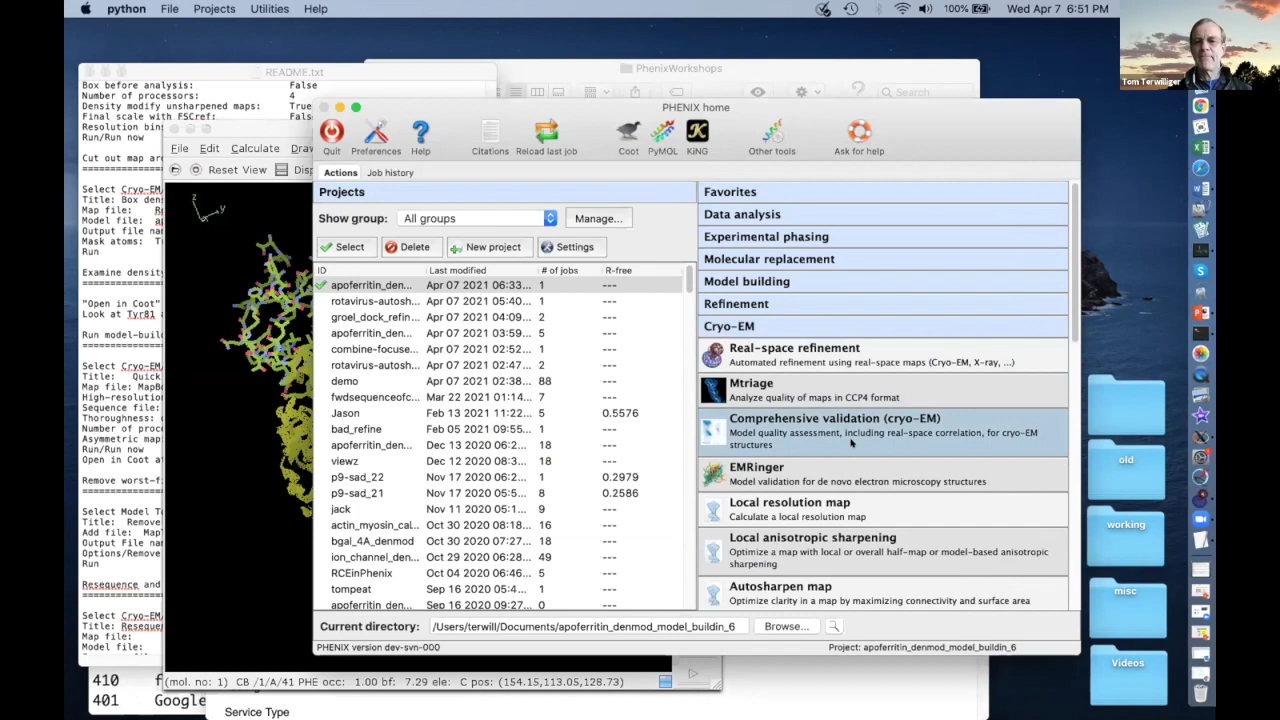 python File Projects Utilities Help 100% Wed Apr 7 6:51 PM
Tom Terwilliger
README.txt
PhenixWorkshops
Search
Box before analysis: False
Number of processors: 4
Density modify unsharpened maps: True
Final scale with FSCref:
Resolution bins
Run/Run now
Cut out map
Select Cryo-EM
Title: Box den
Map file:
Model file:
Output file
Mask atoms:
Run
Examine density
"Open in Coot"
Look at Tyr81
Run model-buil
Select Cryo-EM
Title: Quick
Map file: MapB
High-resolution
Sequence file:
Thoroughness:
Number of proc
Asymmetric map
Run/Run now
Open in Coot
Remove worst-fi
Select Model
Title: Remove
Add file:
Output File
Options/Remove
Run
Resequence and
Select Cryo-EM
Title: Reseque
Map file:
Model file:
File Edit Calculate Draw
Reset View
z
y
(mol. no: 1) CB /1/A/41 PHE occ: 1.00 bf: 7.29 ele: C pos: (154.15,113.05,128.73)
410
401 Google
Service Type
PHENIX home
Quit Preferences Help Citations Reload last job Coot PyMOL KiNG Other tools Ask for help
Actions Job history
Projects
Show group: All groups Manage...
Select Delete New project Settings
ID Last modified # of jobs R-free
apoferritin_den... Apr 07 2021 06:33... 1 ---
rotavirus-autosh... Apr 07 2021 05:40... 1 ---
groel_dock_refin... Apr 07 2021 04:09... 2 ---
apoferritin_den... Apr 07 2021 03:59... 5 ---
combine-focuse... Apr 07 2021 02:52... 1 ---
rotavirus-autosh... Apr 07 2021 02:47... 2 ---
demo Apr 07 2021 02:38... 88 ---
fwdsequenceofc... Mar 22 2021 01:14... 7 ---
Jason Feb 13 2021 11:22... 5 0.5576
bad_refine Feb 05 2021 09:55... 1 ---
apoferritin_den... Dec 13 2020 06:2... 18 ---
viewz Dec 12 2020 08:3... 18 ---
p9-sad_22 Nov 17 2020 06:2... 1 0.2979
p9-sad_21 Nov 17 2020 05:5... 8 0.2586
jack Nov 11 2020 05:1... 9 ---
actin_myosin_cal... Oct 30 2020 08:18... 16 ---
bgal_4A_denmod Oct 30 2020 07:27... 18 ---
ion_channel_den... Oct 29 2020 06:28... 49 ---
RCEinPhenix Oct 04 2020 06:46... 5 ---
tompeat Sep 16 2020 05:4... 1 ---
apoferritin_den... Sep 16 2020 09:27... 0 ---
Favorites
Data analysis
Experimental phasing
Molecular replacement
Model building
Refinement
Cryo-EM
Real-space refinement
Automated refinement using real-space maps (Cryo-EM, X-ray, ...)
Mtriage
Analyze quality of maps in CCP4 format
Comprehensive validation (cryo-EM)
Model quality assessment, including real-space correlation, for cryo-EM
structures
EMRinger
Model validation for de novo electron microscopy structures
Local resolution map
Calculate a local resolution map
Local anisotropic sharpening
Optimize a map with local or overall half-map or model-based anisotropic
sharpening
Autosharpen map
Optimize clarity in a map by maximizing connectivity and surface area
Current directory: /Users/terwill/Documents/apoferritin_denmod_model_buildin_6 Browse...
PHENIX version dev-svn-000 Project: apoferritin_denmod_model_buildin_6
old
working
misc
Videos